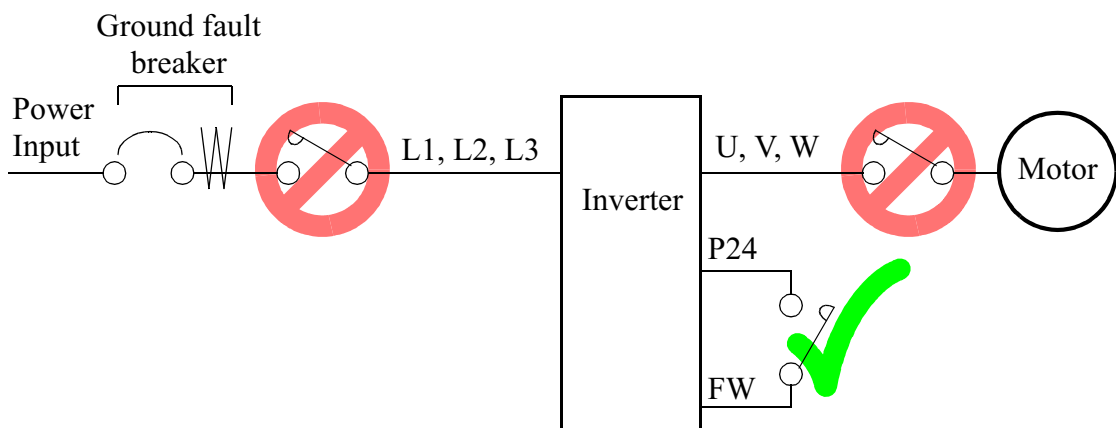 Ground fault
breaker
Power
Input
L1, L2, L3
Inverter
U, V, W
Motor
P24
FW